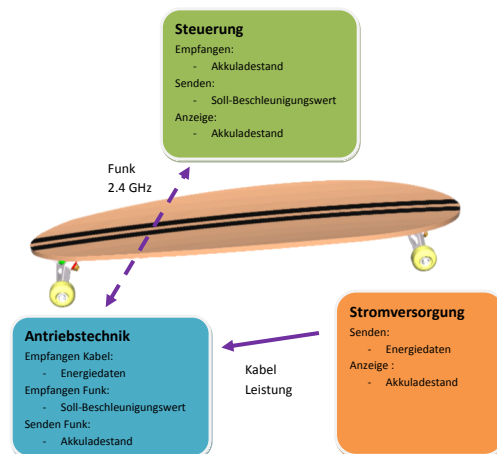 Steuerung
Empfangen:
- Akkuladestand
Senden:
- Soll-Beschleunigungswert
Anzeige:
- Akkuladestand
Funk
2.4 GHz
Antriebstechnik
Empfangen Kabel:
- Energiedaten
Empfangen Funk:
- Soll-Beschleunigungswert
Senden Funk:
- Akkuladestand
Kabel
Leistung
Stromversorgung
Senden:
- Energiedaten
Anzeige :
- Akkuladestand